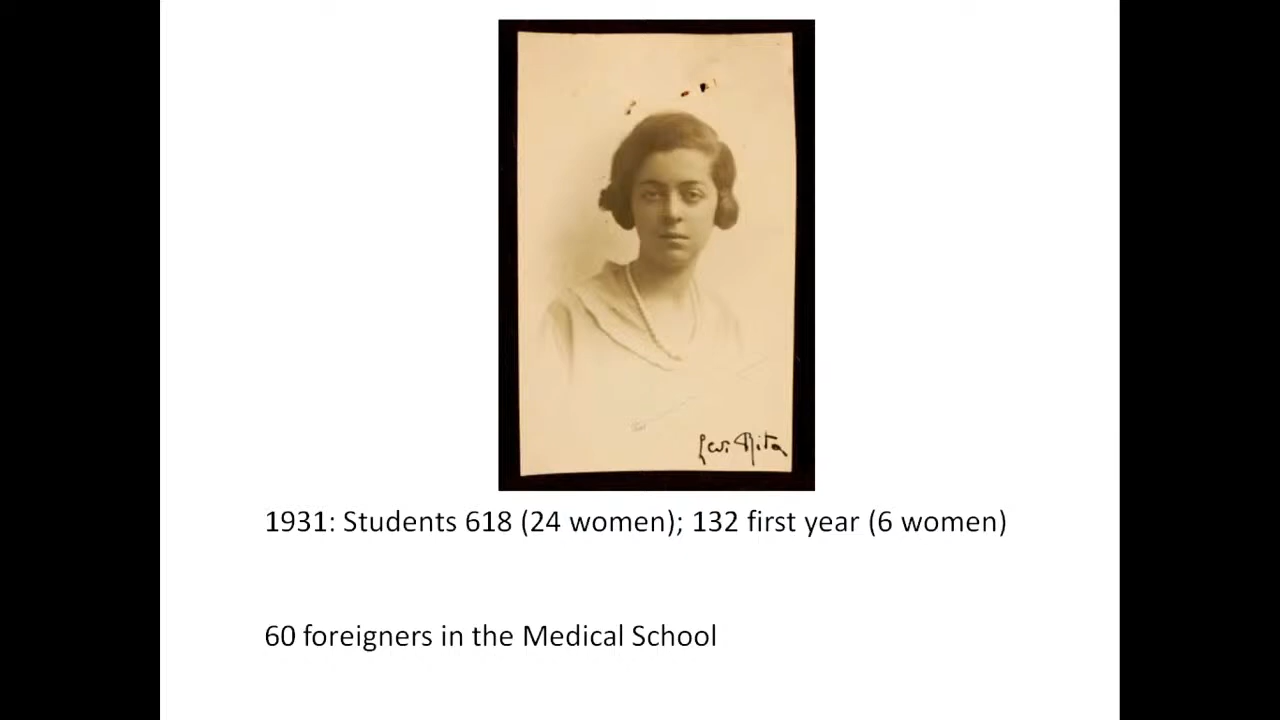 Levi Rita
1931: Students 618 (24 women); 132 first year (6 women)
60 foreigners in the Medical School